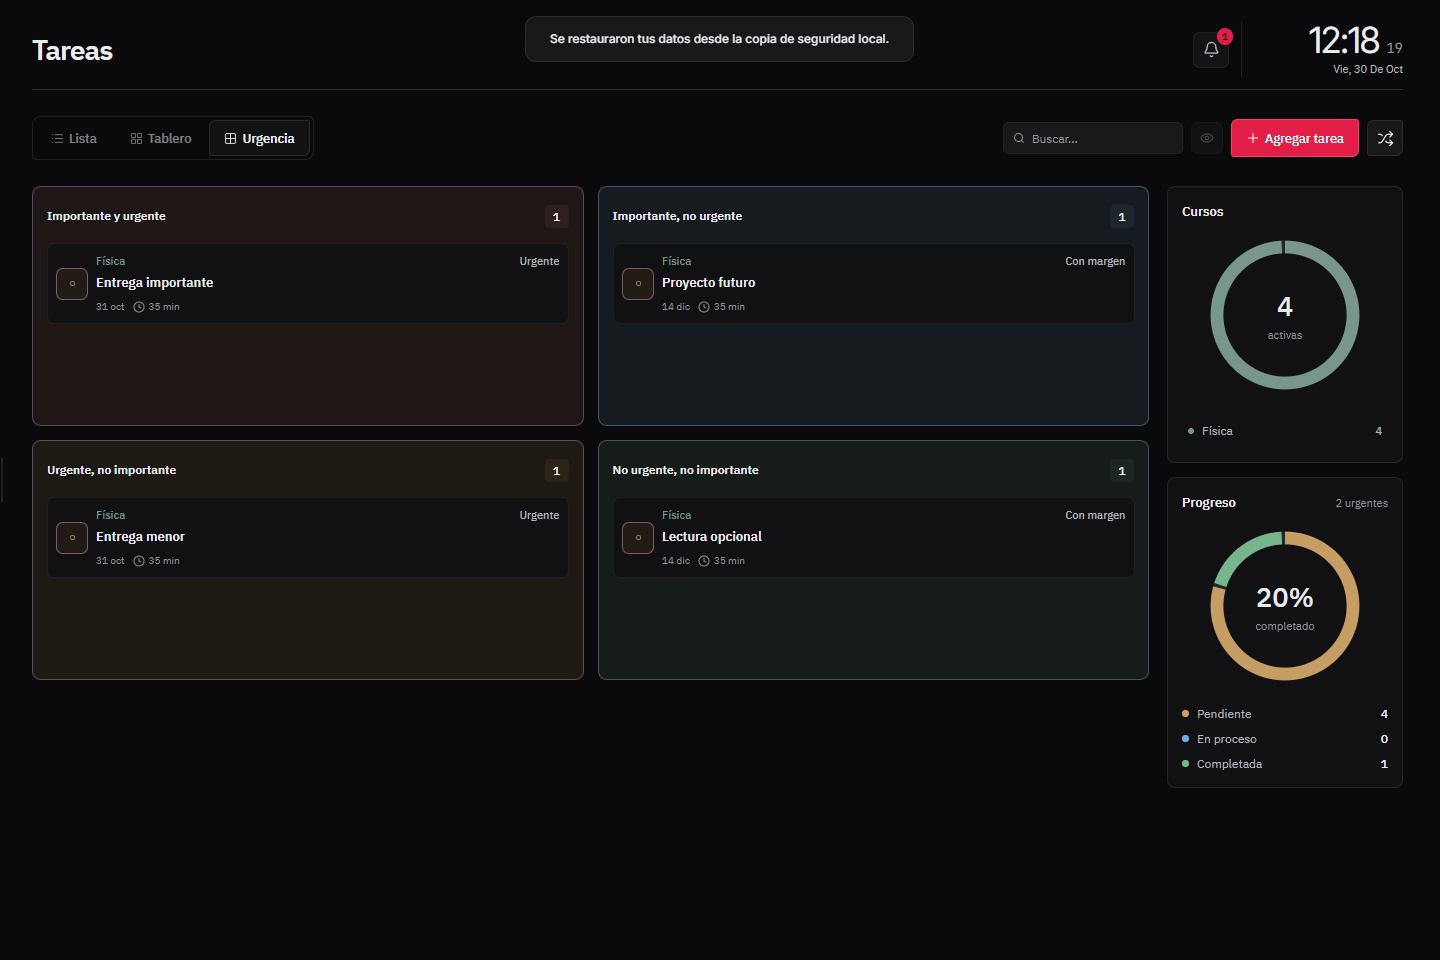 Tareas
Se restauraron tus datos desde la copia de seguridad local.
1
12:18 19
Vie, 30 De Oct
Lista
Tablero
Urgencia
Buscar...
Agregar tarea
Importante y urgente
1
Física
Urgente
Entrega importante
31 oct 35 min
Importante, no urgente
1
Física
Con margen
Proyecto futuro
14 dic 35 min
Urgente, no importante
1
Física
Urgente
Entrega menor
31 oct 35 min
No urgente, no importante
1
Física
Con margen
Lectura opcional
14 dic 35 min
Cursos
4
activas
Física 4
Progreso
2 urgentes
20%
completado
Pendiente 4
En proceso 0
Completada 1